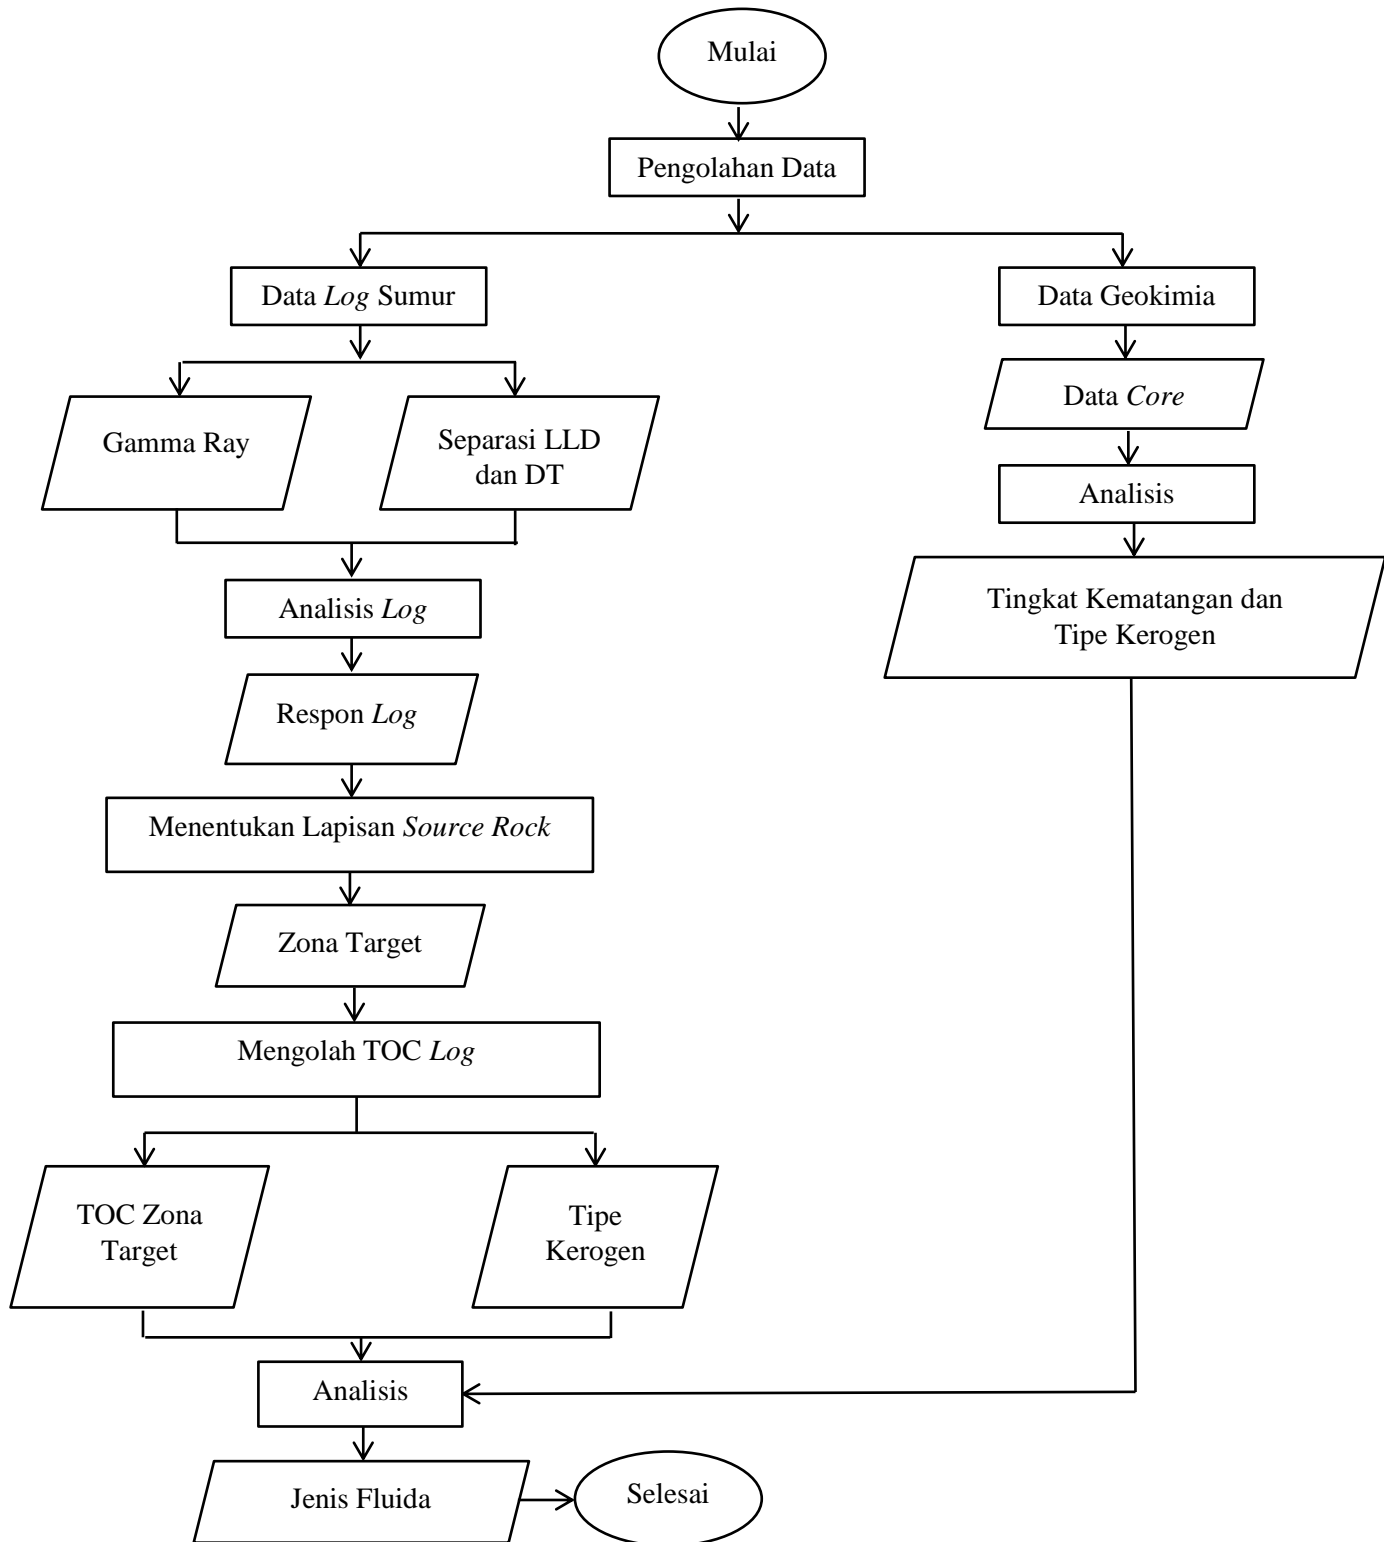 Mulai
Pengolahan Data
Data Log Sumur
Data Geokimia
Gamma Ray
Separasi LLD
dan DT
Data Core
Analisis
Analisis Log
Tingkat Kematangan dan
Tipe Kerogen
Respon Log
Menentukan Lapisan Source Rock
Zona Target
Mengolah TOC Log
TOC Zona
Target
Tipe
Kerogen
Analisis
Jenis Fluida
Selesai